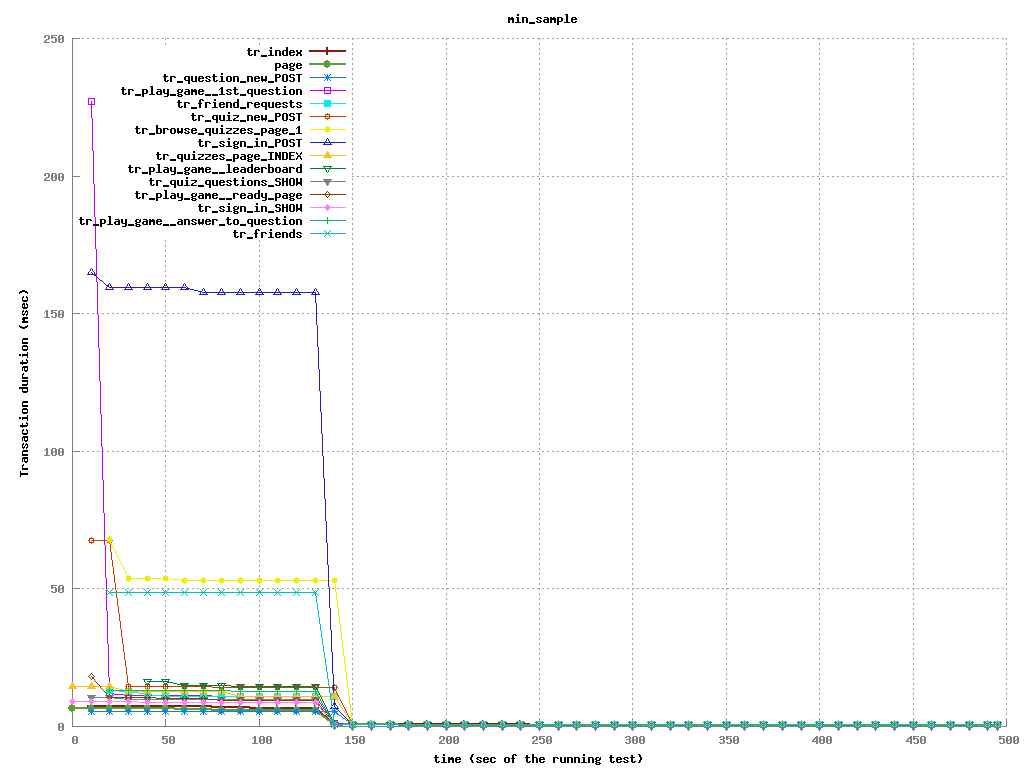 min_sample
250
200
150
100
50
0
Transaction duration (msec)
tr_index
page
tr_question_new_POST
tr_play_game__1st_question
tr_friend_requests
tr_quiz_new_POST
tr_browse_quizzes_page_1
tr_sign_in_POST
tr_quizzes_page_INDEX
tr_play_game__leaderboard
tr_quiz_questions_SHOW
tr_play_game__ready_page
tr_sign_in_SHOW
tr_play_game__answer_to_question
tr_friends
0 50 100 150 200 250 300 350 400 450 500
time (sec of the running test)